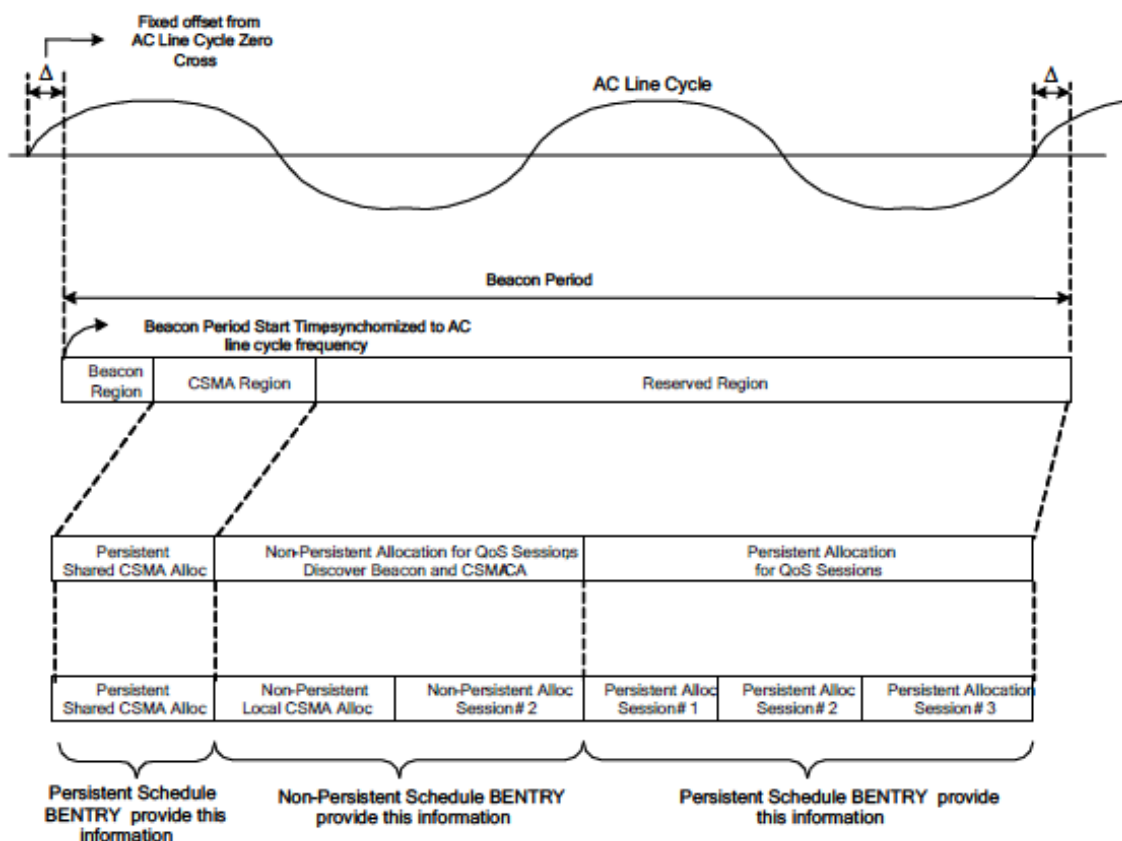 Fixed offset from
AC Line Cycle Zero
Cross
Δ
AC Line Cycle
Δ
Beacon Period
Beacon Period Start Time,synchornized to AC
line cycle frequency
Beacon
Region
CSMA Region
Reserved Region
Persistent
Shared CSMA Alloc
Non-Persistent Allocation for QoS Sessions,
Discover Beacon and CSMA/CA
Persistent Allocation
for QoS Sessions
Persistent
Shared CSMA Alloc
Non-Persistent
Local CSMA Alloc
Non-Persistent Alloc
Session# 2
Persistent Alloc
Session# 1
Persistent Alloc
Session# 2
Persistent Allocation
Session# 3
Persistent Schedule
BENTRY provide this
information
Non-Persistent Schedule BENTRY
provide this information
Persistent Schedule BENTRY provide
this information